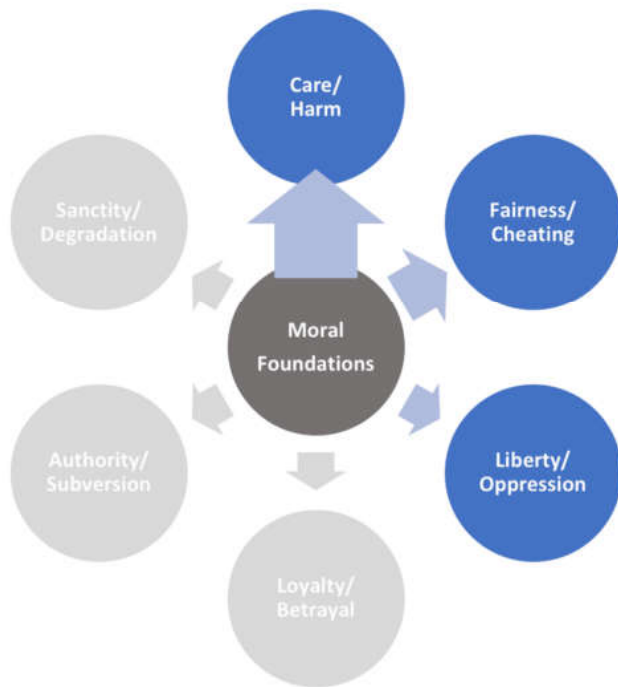 Care/
Harm
Sanctity/
Degradation
Fairness/
Cheating
Moral
Foundations
Authority/
Subversion
Liberty/
Oppression
Loyalty/
Betrayal